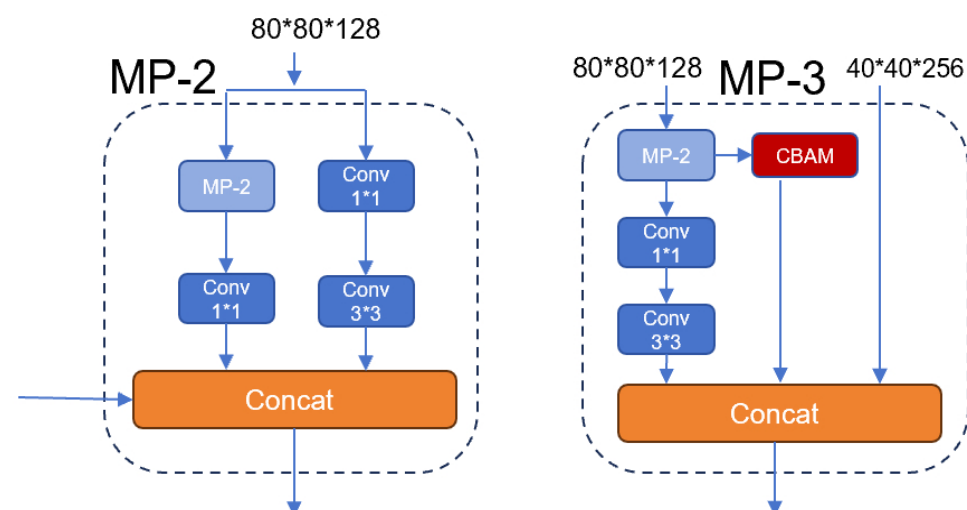 80*80*128
MP-2
MP-2
Conv
1*1
Conv
1*1
Conv
3*3
Concat
80*80*128
MP-3
40*40*256
MP-2
CBAM
Conv
1*1
Conv
3*3
Concat